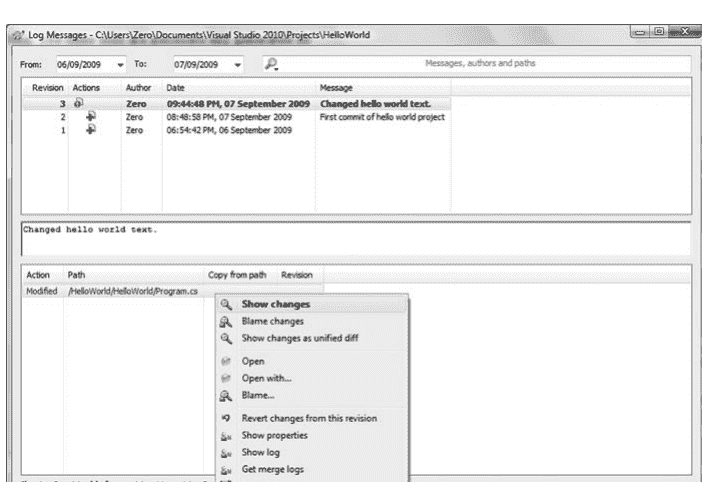 Log Messages - C:\Users\Zero\Documents\Visual Studio 2010\Projects\HelloWorld
From: 06/09/2009 To: 07/09/2009 Messages, authors and paths
Revision Actions Author Date Message
3 Zero 09:44:48 PM, 07 September 2009 Changed hello world text.
2 Zero 08:48:58 PM, 07 September 2009 First commit of hello world project
1 Zero 06:54:42 PM, 06 September 2009
Changed hello world text.
Action Path Copy from path Revision
Modified /HelloWorld/HelloWorld/Program.cs
Show changes
Blame changes
Show changes as unified diff
Open
Open with...
Blame...
Revert changes from this revision
Show properties
Show log
Get merge logs